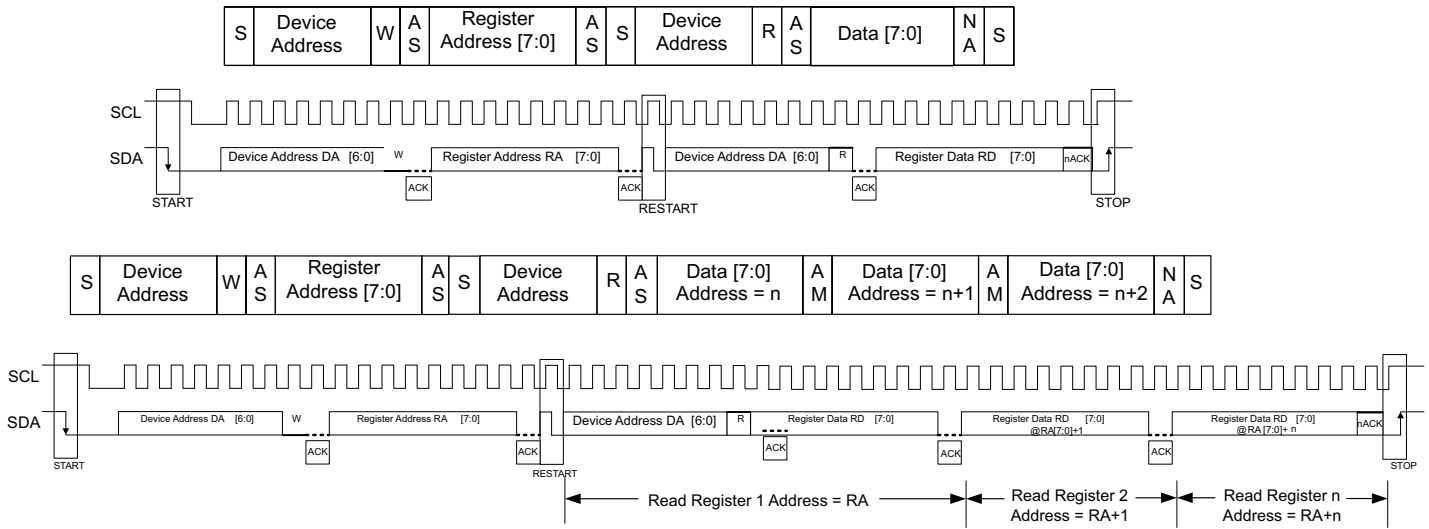 S Device Address W A S Register Address [7:0] A S S Device Address R A S Data [7:0] N A S
SCL
SDA Device Address DA [6:0] W Register Address RA [7:0] Device Address DA [6:0] R Register Data RD [7:0] nACK
ACK ACK ACK
START RESTART STOP
S Device Address W A S Register Address [7:0] A S S Device Address R A S Data [7:0] Address = n A M Data [7:0] Address = n+1 A M Data [7:0] Address = n+2 N A S
SCL
SDA Device Address DA [6:0] W Register Address RA [7:0] Device Address DA [6:0] R Register Data RD [7:0] Register Data RD [7:0] @RA[7:0]+1 Register Data RD [7:0] @RA[7:0]+ n nACK
ACK ACK ACK ACK ACK
START RESTART STOP
Read Register 1 Address = RA
Read Register 2
Address = RA+1
Read Register n
Address = RA+n